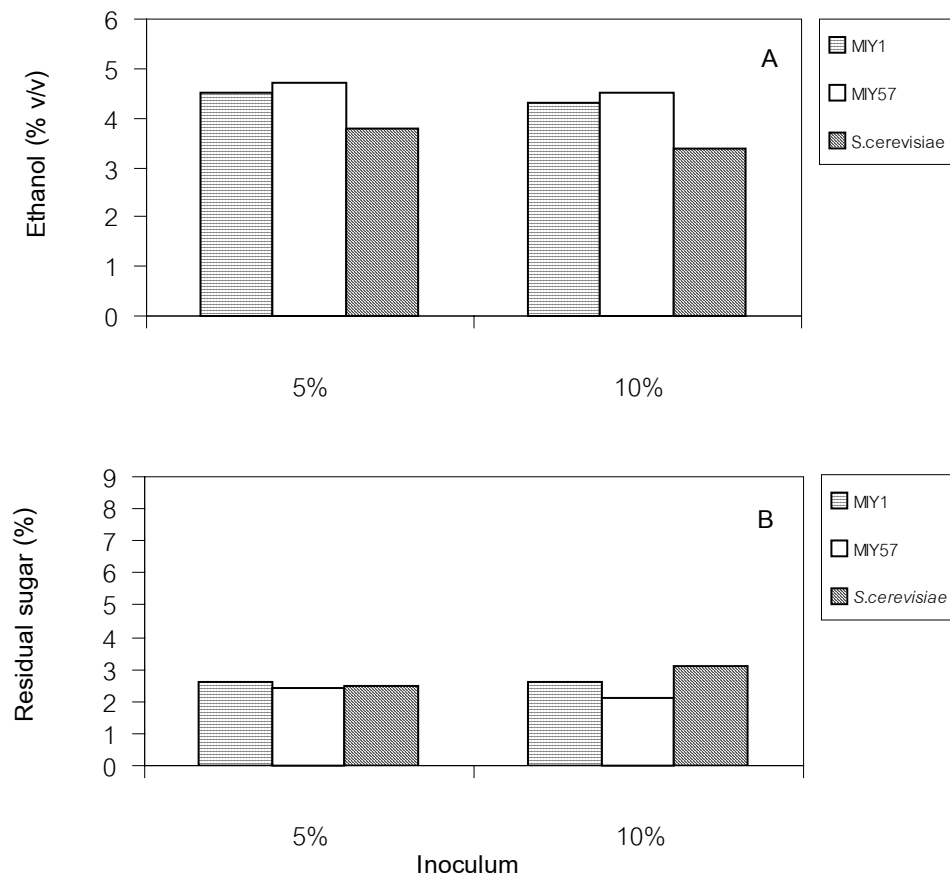 6
5
4
3
2
1
0
Ethanol (% v/v)
A
5%
10%
MIY1
MIY57
S.cerevisiae
9
8
7
6
5
4
3
2
1
0
Residual sugar (%)
B
5%
10%
Inoculum
MIY1
MIY57
S.cerevisiae